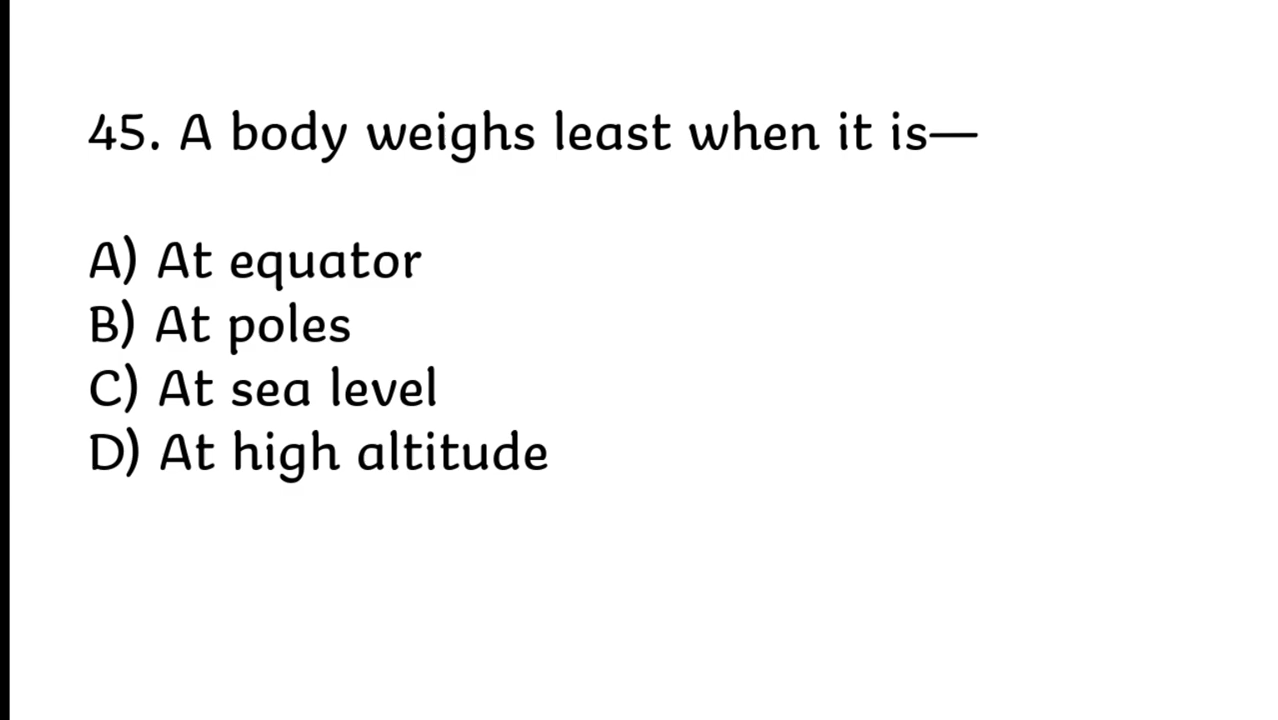 45. A body weighs least when it is—
A) At equator
B) At poles
C) At sea level
D) At high altitude